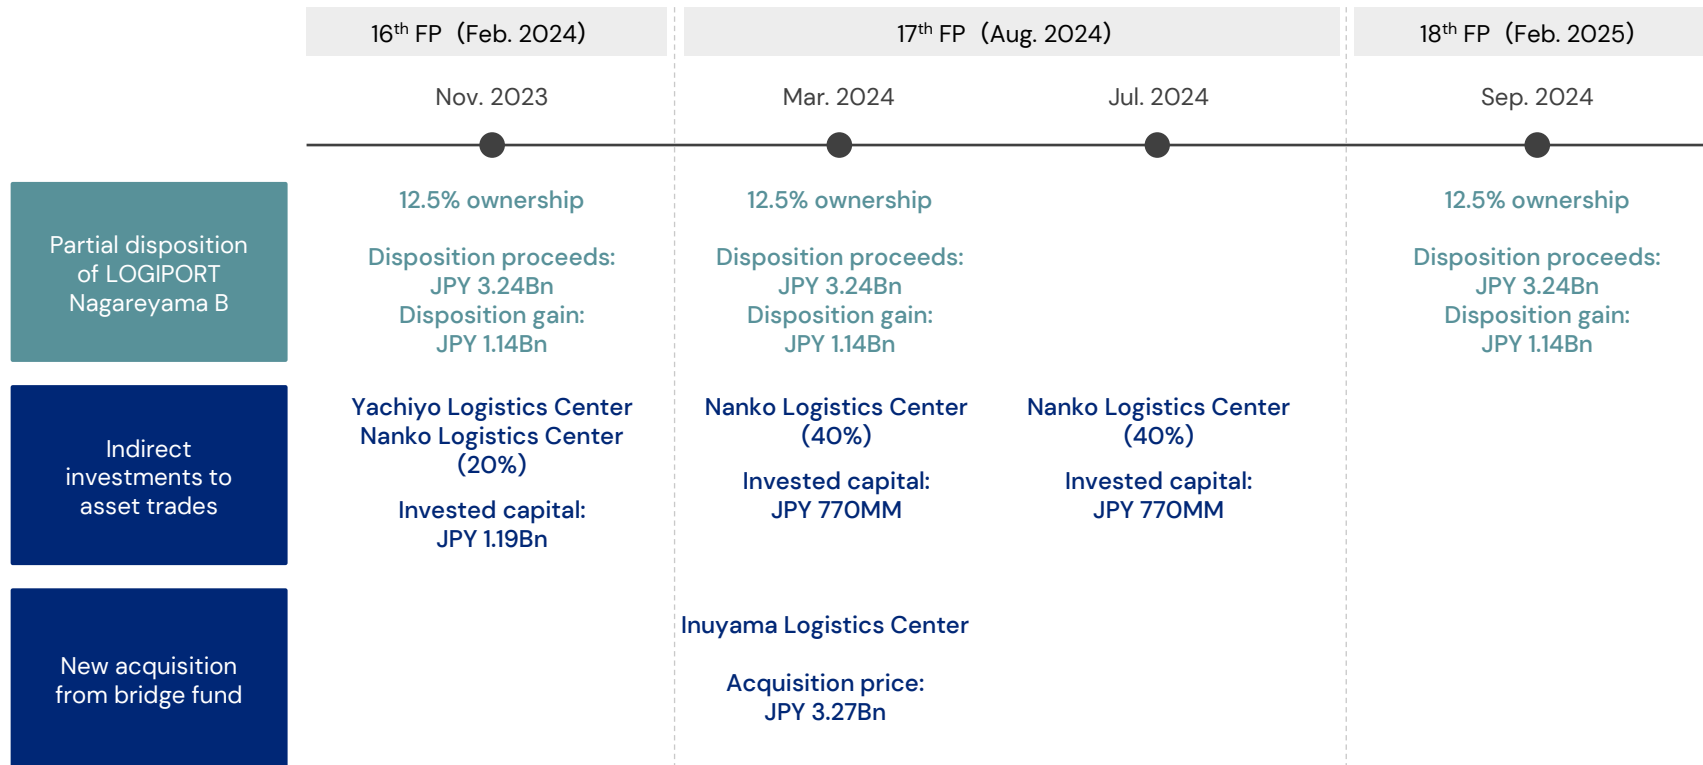 16th FP (Feb. 2024)
17th FP (Aug. 2024)
18th FP (Feb. 2025)
Nov. 2023
Mar. 2024
Jul. 2024
Sep. 2024
Partial disposition
of LOGIPORT
Nagareyama B
12.5% ownership
Disposition proceeds:
JPY 3.24Bn
Disposition gain:
JPY 1.14Bn
12.5% ownership
Disposition proceeds:
JPY 3.24Bn
Disposition gain:
JPY 1.14Bn
12.5% ownership
Disposition proceeds:
JPY 3.24Bn
Disposition gain:
JPY 1.14Bn
Indirect
investments to
asset trades
Yachiyo Logistics Center
Nanko Logistics Center
(20%)
Invested capital:
JPY 1.19Bn
Nanko Logistics Center
(40%)
Invested capital:
JPY 770MM
Nanko Logistics Center
(40%)
Invested capital:
JPY 770MM
New acquisition
from bridge fund
Inuyama Logistics Center
Acquisition price:
JPY 3.27Bn